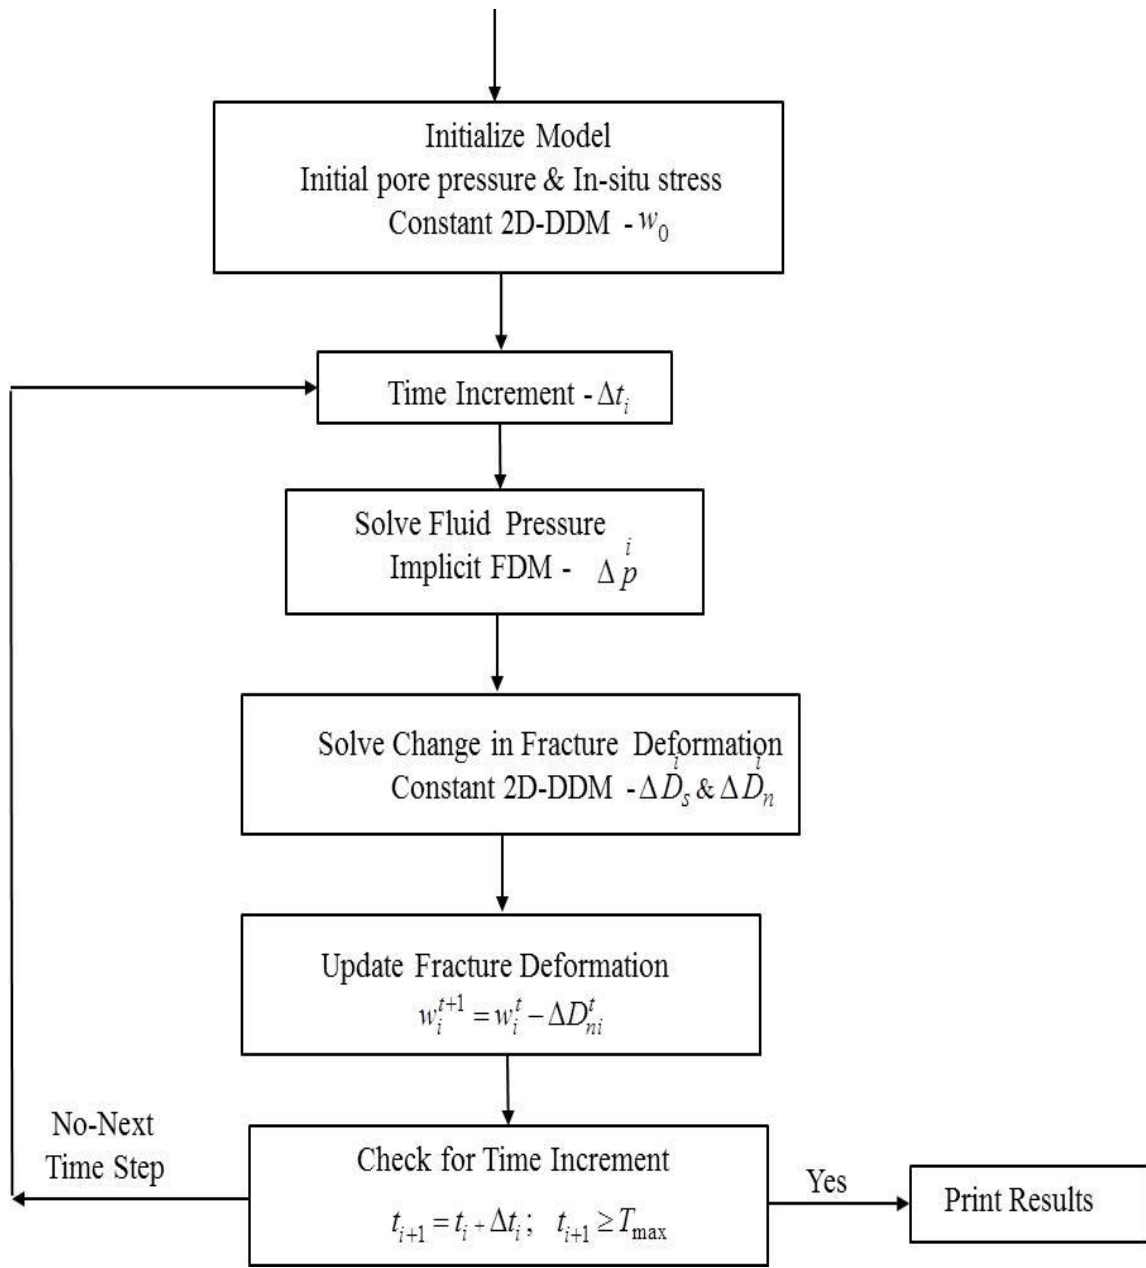 Initialize Model
Initial pore pressure & In-situ stress
Constant 2D-DDM - w₀
Time Increment - Δtᵢ
Solve Fluid Pressure
Implicit FDM - Δpⁱ
Solve Change in Fracture Deformation
Constant 2D-DDM - ΔDₛⁱ & ΔDₙⁱ
Update Fracture Deformation
wᵢᵗ⁺¹ = wᵢᵗ − ΔDₙᵢᵗ
No-Next
Time Step
Check for Time Increment
tᵢ₊₁ = tᵢ + Δtᵢ ; tᵢ₊₁ ≥ Tₘₐₓ
Yes
Print Results